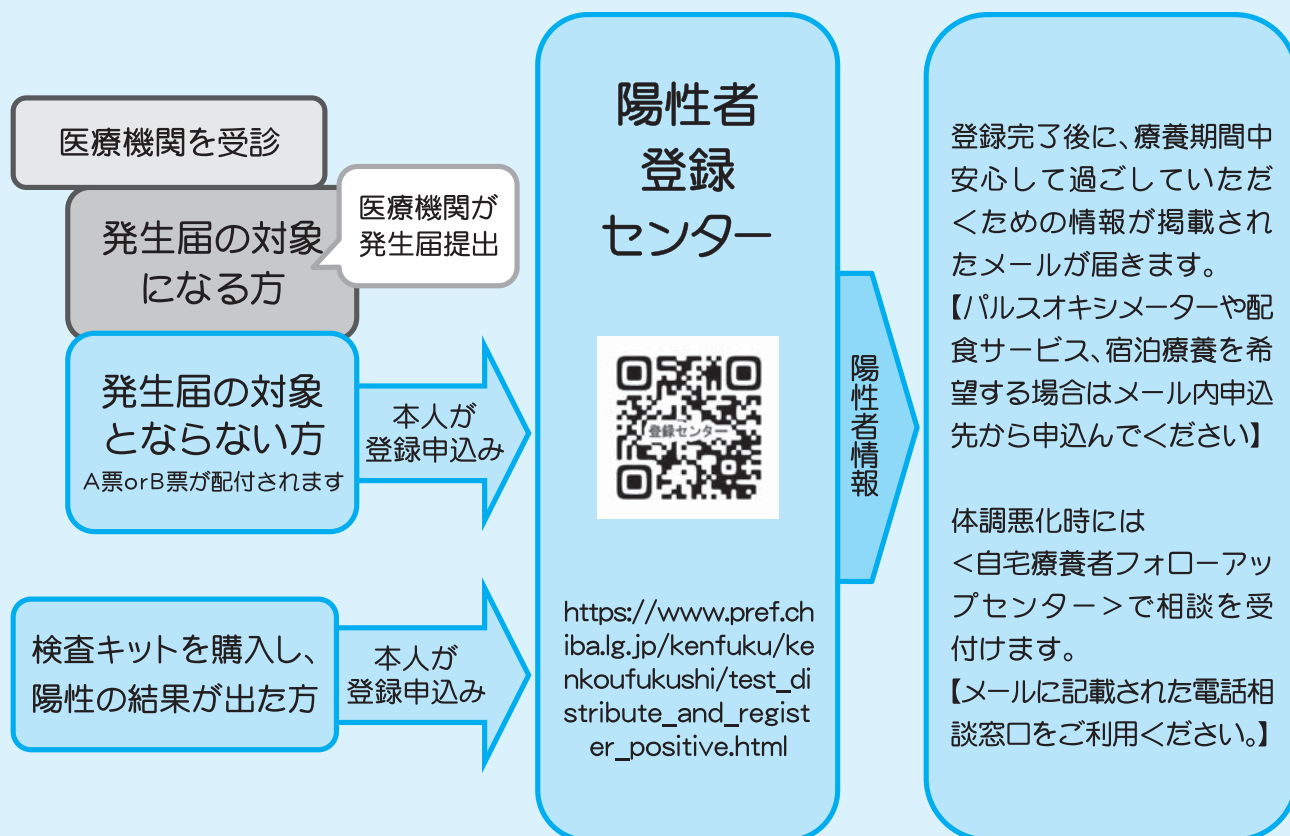 医療機関を受診
発生届の対象
になる方
医療機関が
発生届提出
発生届の対象
とならない方
A票orB票が配付されます
本人が
登録申込み
検査キットを購入し、
陽性の結果が出た方
本人が
登録申込み
陽性者
登録
センター
登録センター
https://www.pref.ch
iba.lg.jp/kenfuku/ke
nkoufukushi/test_di
stribute_and_regist
er_positive.html
陽性者情報
登録完了後に、療養期間中
安心して過ごしていただ
くための情報が掲載され
たメールが届きます。
【パルスオキシメーターや配
食サービス、宿泊療養を希
望する場合はメール内申込
先から申込んでください】
体調悪化時には
<自宅療養者フォローアッ
プセンター>で相談を受
付けます。
【メールに記載された電話相
談窓口をご利用ください。】